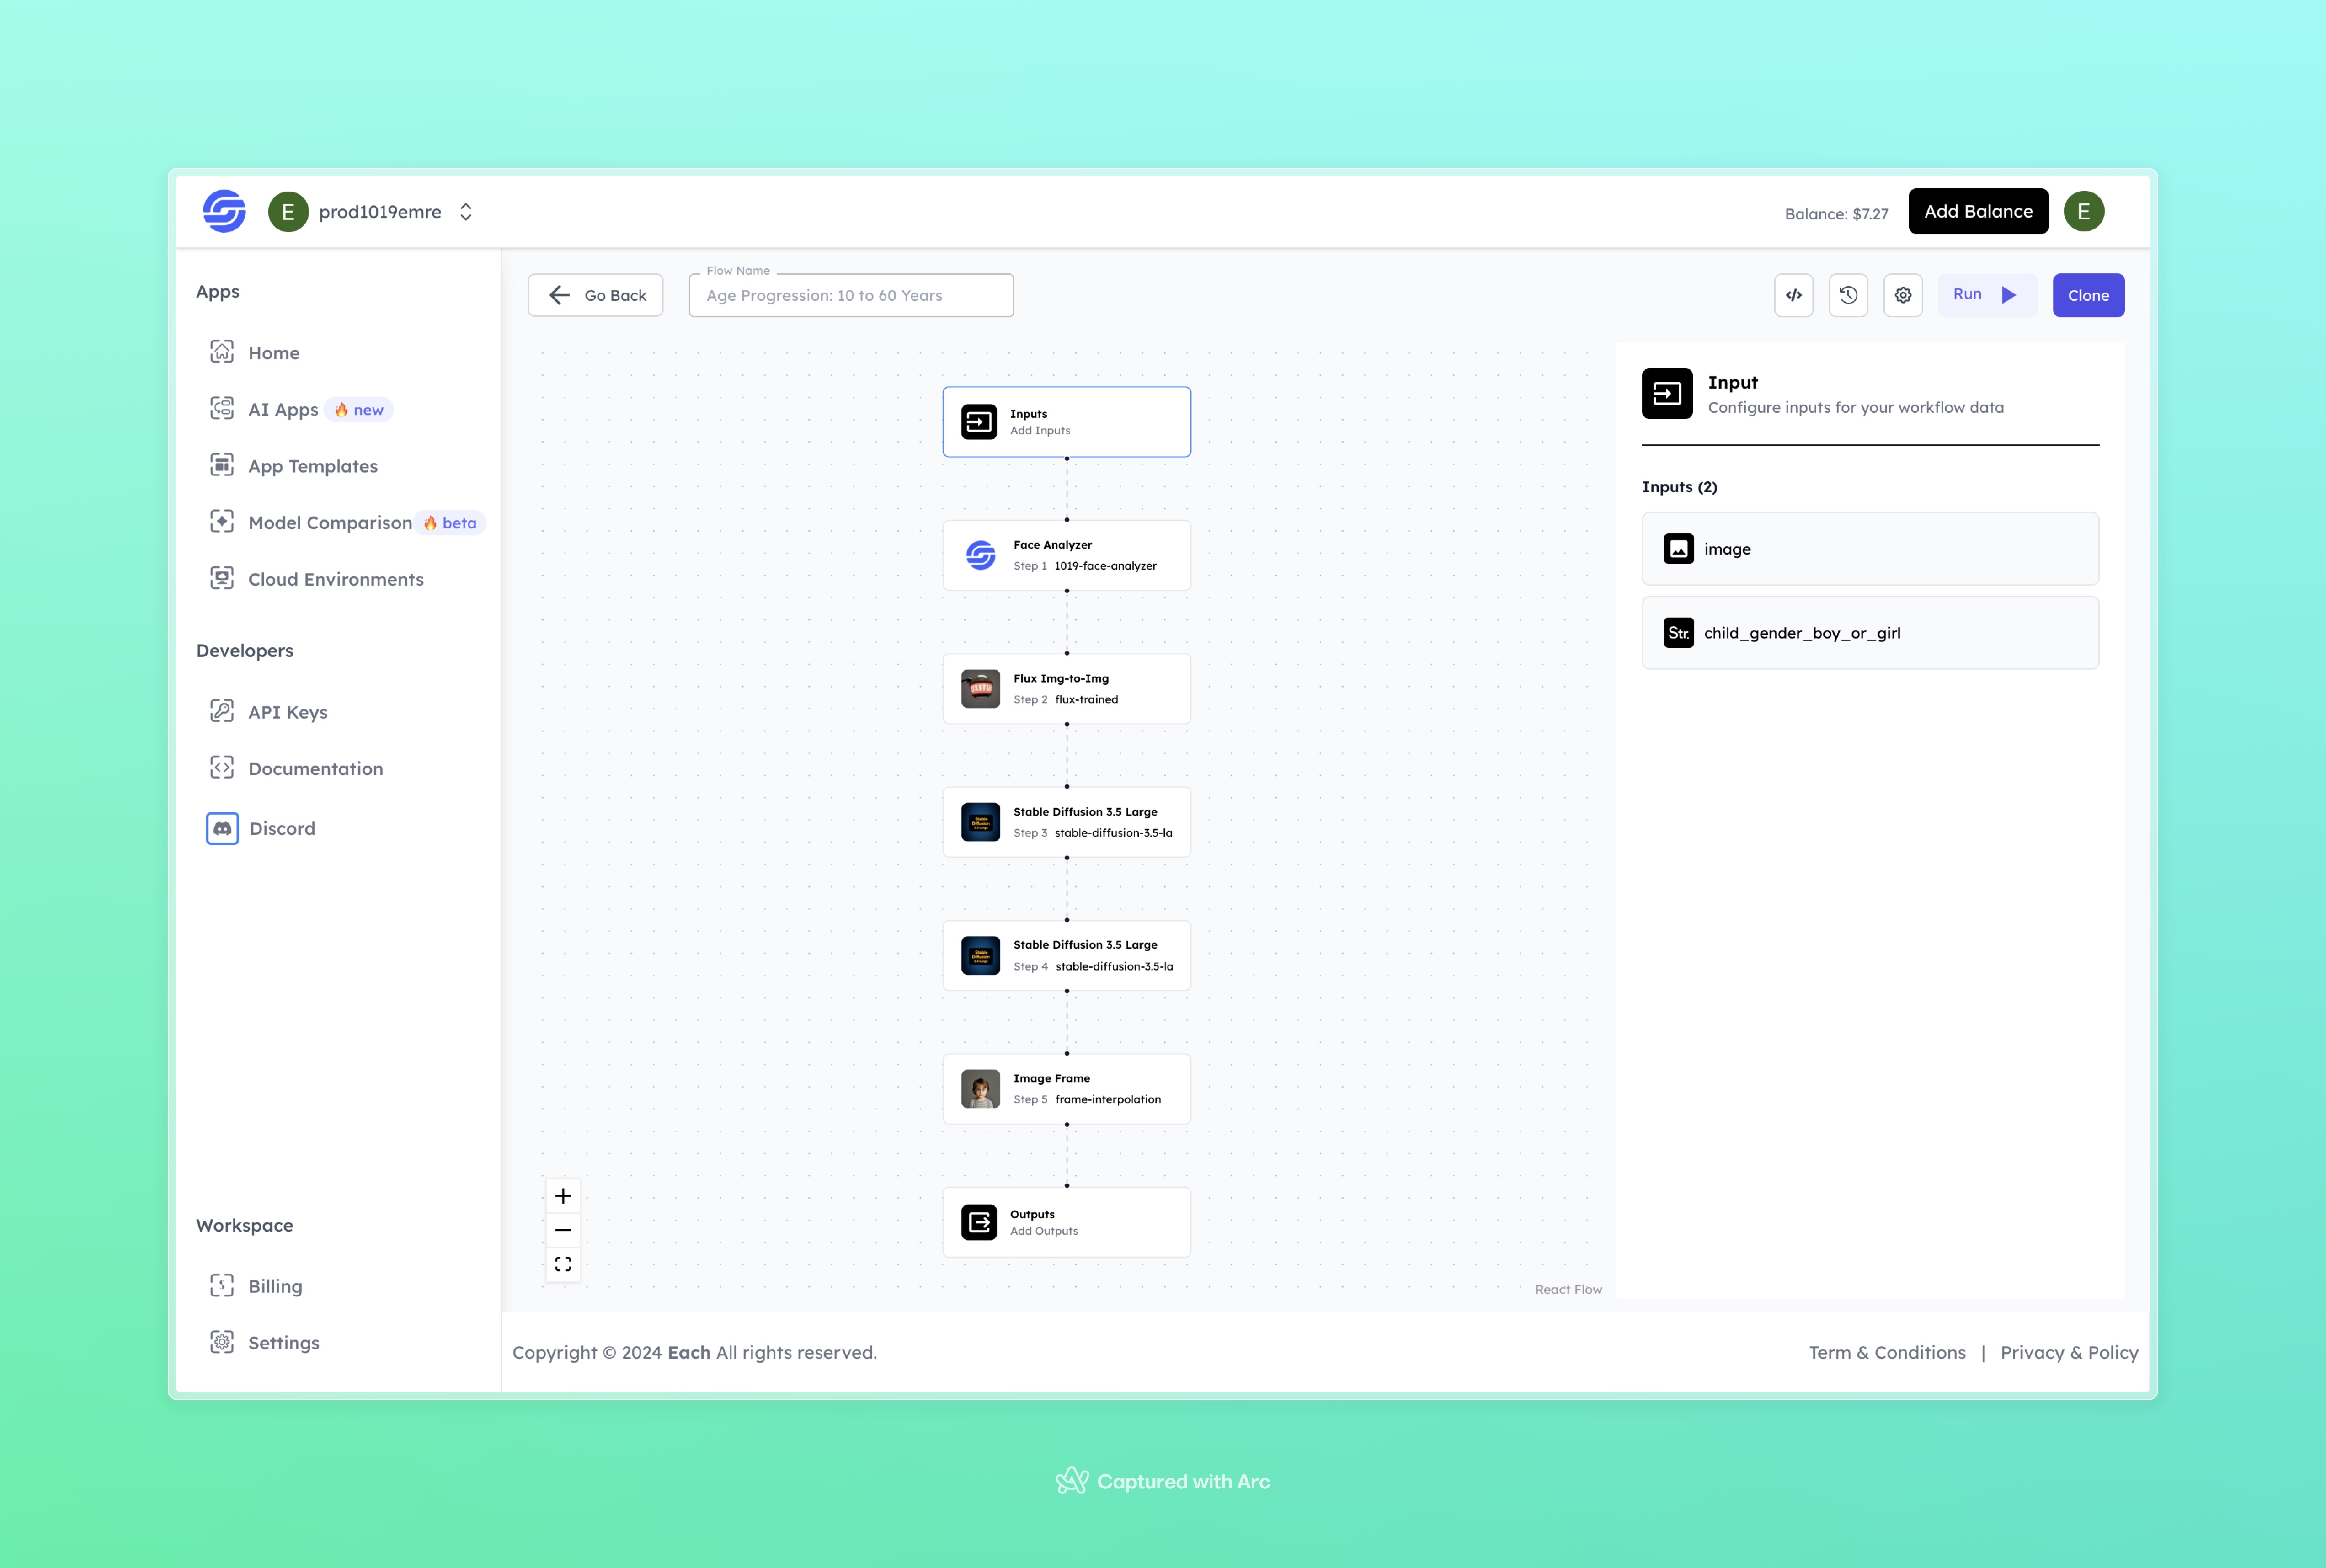 E prod1019emre
Balance: $7.27 Add Balance E
Apps
Home
AI Apps 🔥 new
App Templates
Model Comparison 🔥 beta
Cloud Environments
Developers
API Keys
Documentation
Discord
Workspace
Billing
Settings
Go Back
Flow Name
Age Progression: 10 to 60 Years
Run
Clone
Inputs
Add Inputs
Face Analyzer
Step 1 1019-face-analyzer
Flux Img-to-Img
Step 2 flux-trained
Stable Diffusion 3.5 Large
Step 3 stable-diffusion-3.5-la
Stable Diffusion 3.5 Large
Step 4 stable-diffusion-3.5-la
Image Frame
Step 5 frame-interpolation
Outputs
Add Outputs
React Flow
Input
Configure inputs for your workflow data
Inputs (2)
image
Str. child_gender_boy_or_girl
Copyright © 2024 Each All rights reserved.
Term & Conditions | Privacy & Policy
Captured with Arc